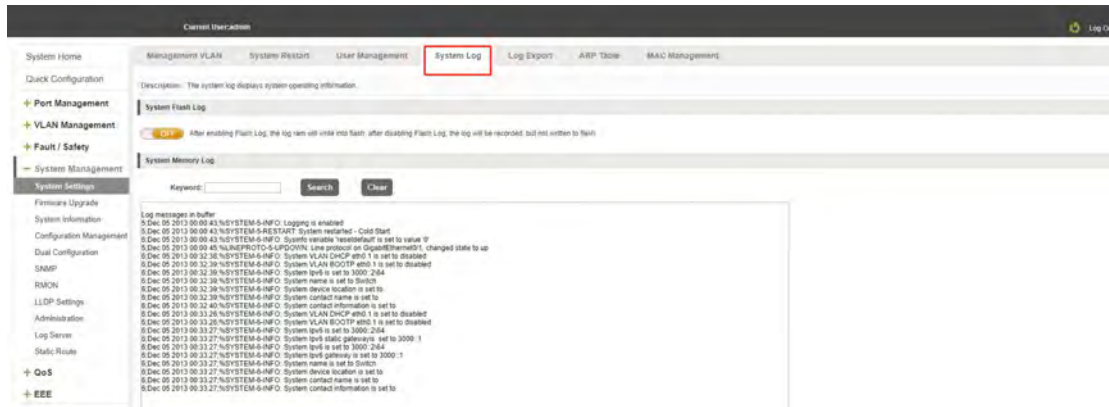 Current User:admin
Log O
System Home
Quick Configuration
+ Port Management
+ VLAN Management
+ Fault / Safety
− System Management
System Settings
Firmware Upgrade
System Information
Configuration Management
Dual Configuration
SNMP
RMON
LLDP Settings
Administration
Log Server
Static Route
+ QoS
+ EEE
Management VLAN System Restart User Management System Log Log Export ARP Table MAC Management
Description: The system log displays system operating information.
System Flash Log
OFF After enabling Flash Log, the log ram will write into flash; after disabling Flash Log, the log will be recorded, but not written to flash
System Memory Log
Keyword: Search Clear
Log messages in buffer
5;Dec 05 2013 00:00:43;%SYSTEM-5-INFO: Logging is enabled
5;Dec 05 2013 00:00:43;%SYSTEM-5-RESTART: System restarted - Cold Start
6;Dec 05 2013 00:00:43;%SYSTEM-6-INFO: Sysinfo variable 'resetdefault' is set to value '0'
5;Dec 05 2013 00:00:45;%LINEPROTO-5-UPDOWN: Line protocol on GigabitEthernet0/1, changed state to up
6;Dec 05 2013 00:32:38;%SYSTEM-6-INFO: System VLAN DHCP eth0.1 is set to disabled
6;Dec 05 2013 00:32:39;%SYSTEM-6-INFO: System VLAN BOOTP eth0.1 is set to disabled
6;Dec 05 2013 00:32:39;%SYSTEM-6-INFO: System Ipv6 is set to 3000::2\64
6;Dec 05 2013 00:32:39;%SYSTEM-6-INFO: System name is set to Switch
6;Dec 05 2013 00:32:39;%SYSTEM-6-INFO: System device location is set to
6;Dec 05 2013 00:32:39;%SYSTEM-6-INFO: System contact name is set to
6;Dec 05 2013 00:32:40;%SYSTEM-6-INFO: System contact information is set to
6;Dec 05 2013 00:33:26;%SYSTEM-6-INFO: System VLAN DHCP eth0.1 is set to disabled
6;Dec 05 2013 00:33:26;%SYSTEM-6-INFO: System VLAN BOOTP eth0.1 is set to disabled
6;Dec 05 2013 00:33:27;%SYSTEM-6-INFO: System Ipv6 is set to 3000::2\64
6;Dec 05 2013 00:33:27;%SYSTEM-6-INFO: System Ipv6 static gateway is set to 3000::1
6;Dec 05 2013 00:33:27;%SYSTEM-6-INFO: System Ipv6 is set to 3000::2\64
6;Dec 05 2013 00:33:27;%SYSTEM-6-INFO: System Ipv6 gateway is set to 3000::1
6;Dec 05 2013 00:33:27;%SYSTEM-6-INFO: System name is set to Switch
6;Dec 05 2013 00:33:27;%SYSTEM-6-INFO: System device location is set to
6;Dec 05 2013 00:33:27;%SYSTEM-6-INFO: System contact name is set to
6;Dec 05 2013 00:33:27;%SYSTEM-6-INFO: System contact information is set to